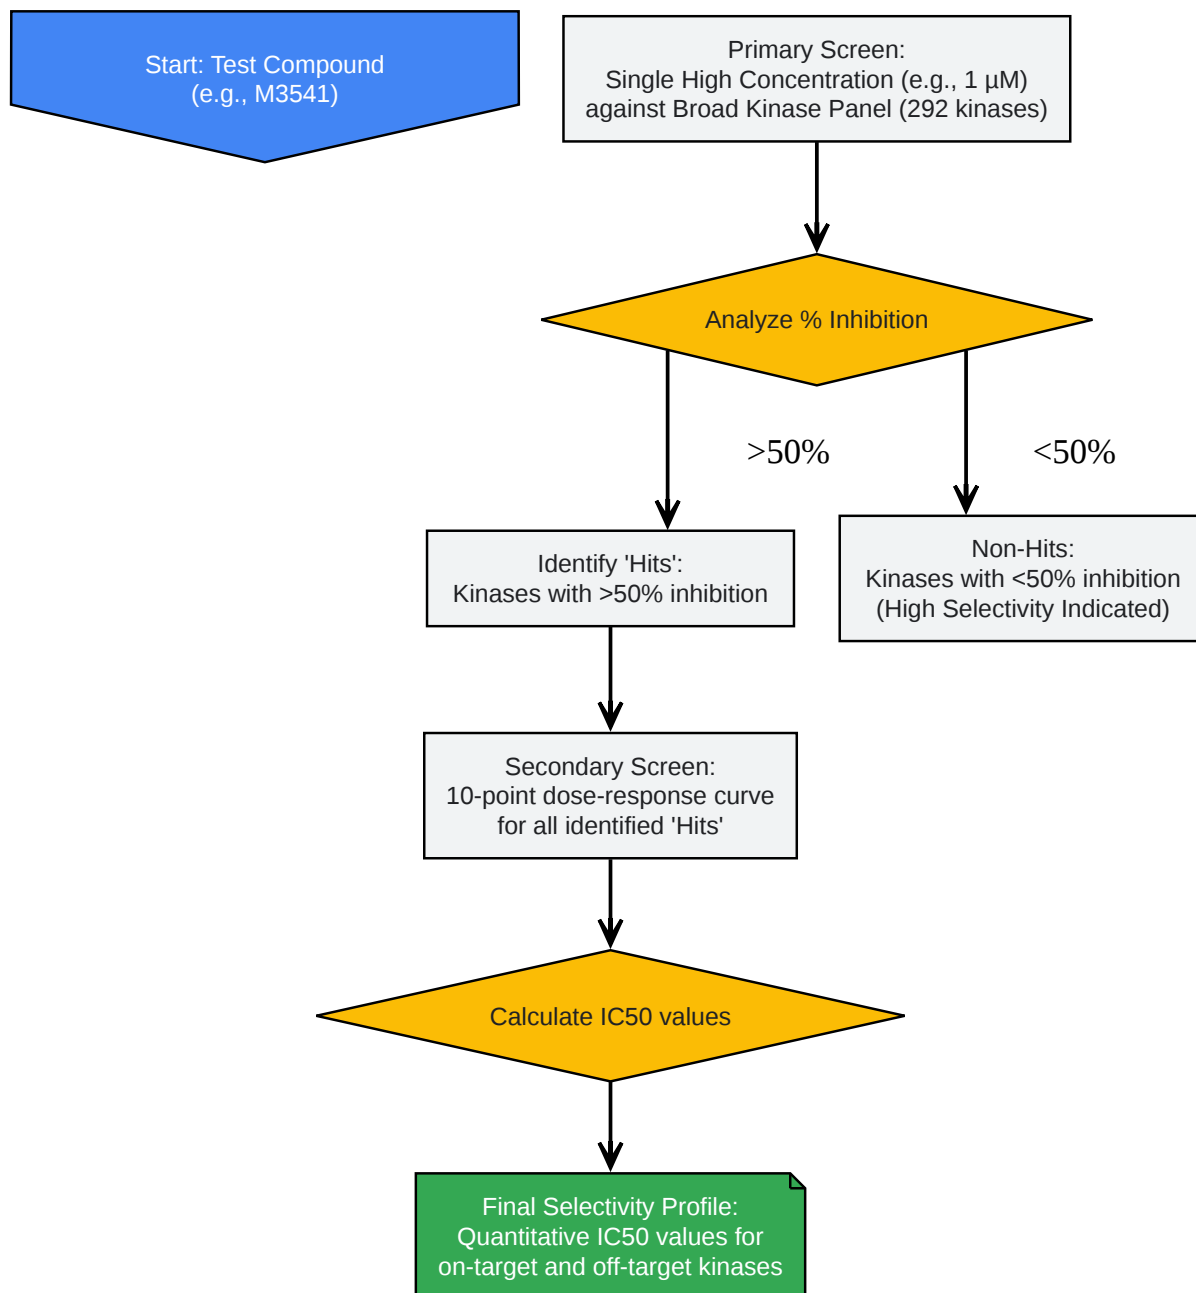 Start: Test Compound
(e.g., M3541)
Primary Screen:
Single High Concentration (e.g., 1 µM)
against Broad Kinase Panel (292 kinases)
Analyze % Inhibition
>50%
<50%
Identify 'Hits':
Kinases with >50% inhibition
Non-Hits:
Kinases with <50% inhibition
(High Selectivity Indicated)
Secondary Screen:
10-point dose-response curve
for all identified 'Hits'
Calculate IC50 values
Final Selectivity Profile:
Quantitative IC50 values for
on-target and off-target kinases